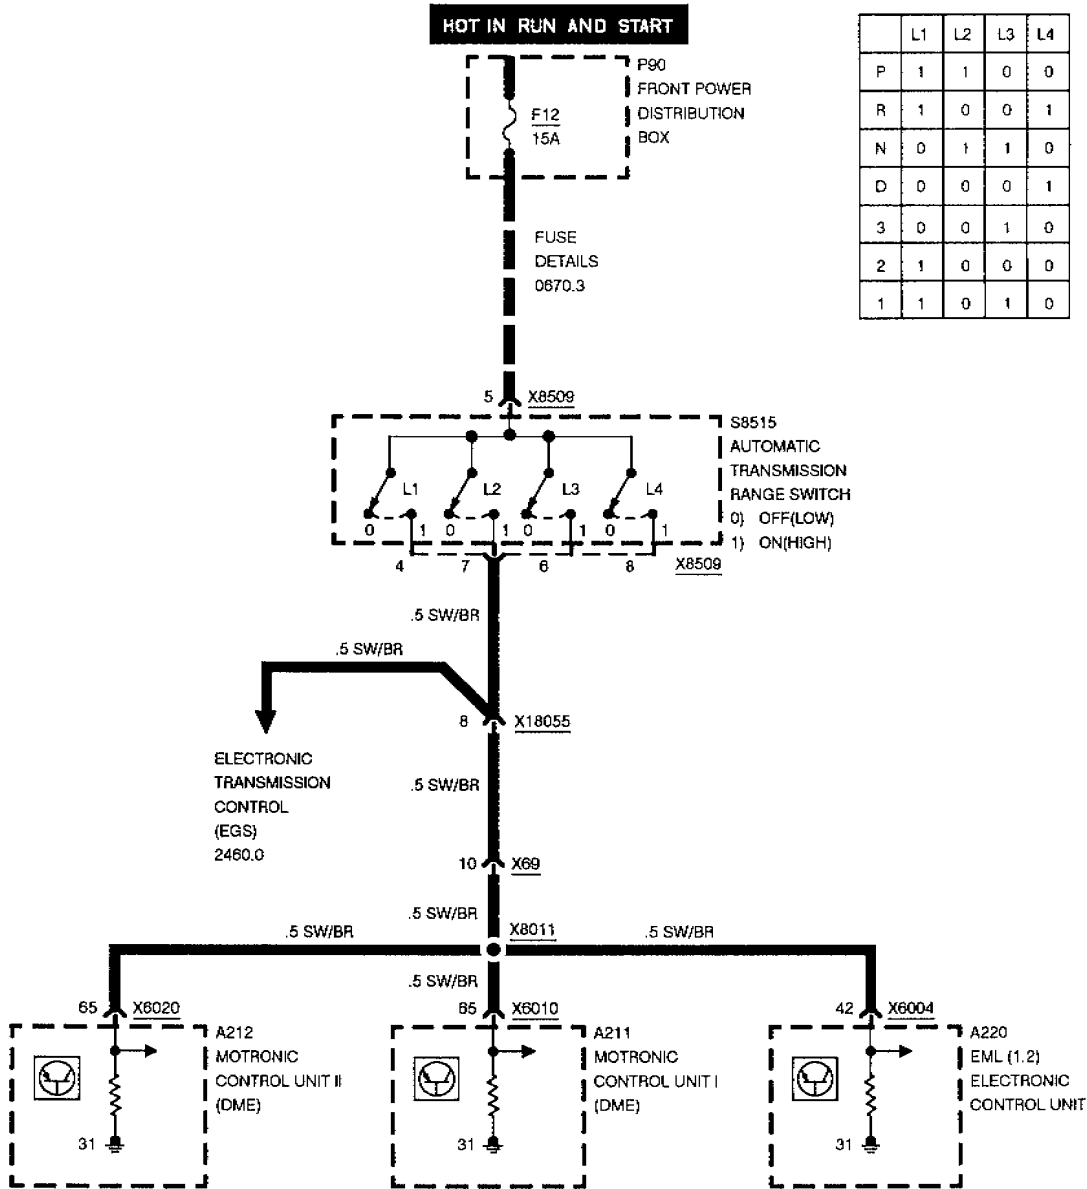 HOT IN RUN AND START
P90
FRONT POWER
DISTRIBUTION
BOX
F12
15A
L1 L2 L3 L4
P 1 1 0 0
R 1 0 0 1
N 0 1 1 0
D 0 0 0 1
3 0 0 1 0
2 1 0 0 0
1 1 0 1 0
FUSE
DETAILS
0670.3
5 X8509
S8515
AUTOMATIC
TRANSMISSION
RANGE SWITCH
0) OFF(LOW)
1) ON(HIGH)
L1 L2 L3 L4
0 1 0 1 0 1 0 1
4 7 6 8 X8509
.5 SW/BR
.5 SW/BR
8 X18055
ELECTRONIC
TRANSMISSION
CONTROL
(EGS)
2460.0
.5 SW/BR
10 X69
.5 SW/BR
X8011
.5 SW/BR .5 SW/BR
.5 SW/BR
65 X6020 65 X6010 42 X6004
A212
MOTRONIC
CONTROL UNIT II
(DME)
31
A211
MOTRONIC
CONTROL UNIT I
(DME)
31
A220
EML (1.2)
ELECTRONIC
CONTROL UNIT
31